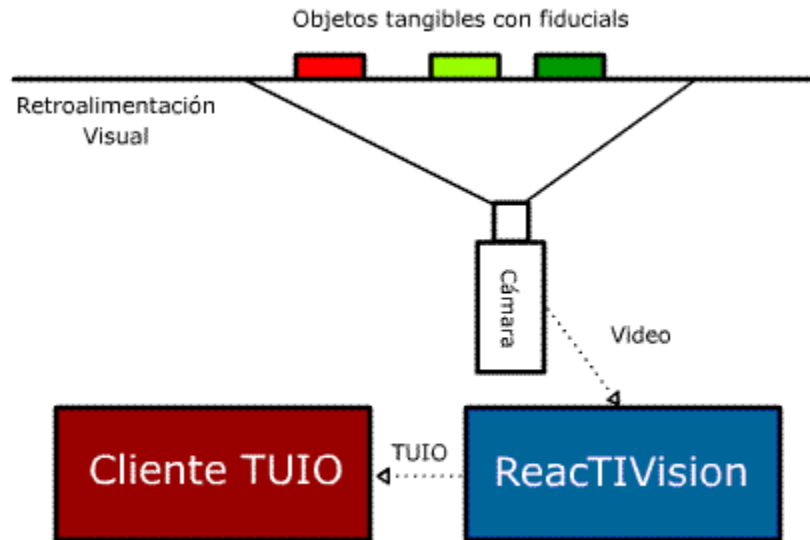 Objetos tangibles con fiducials
Retroalimentación
Visual
Cámara
Video
TUIO
Cliente TUIO
ReacTIVision